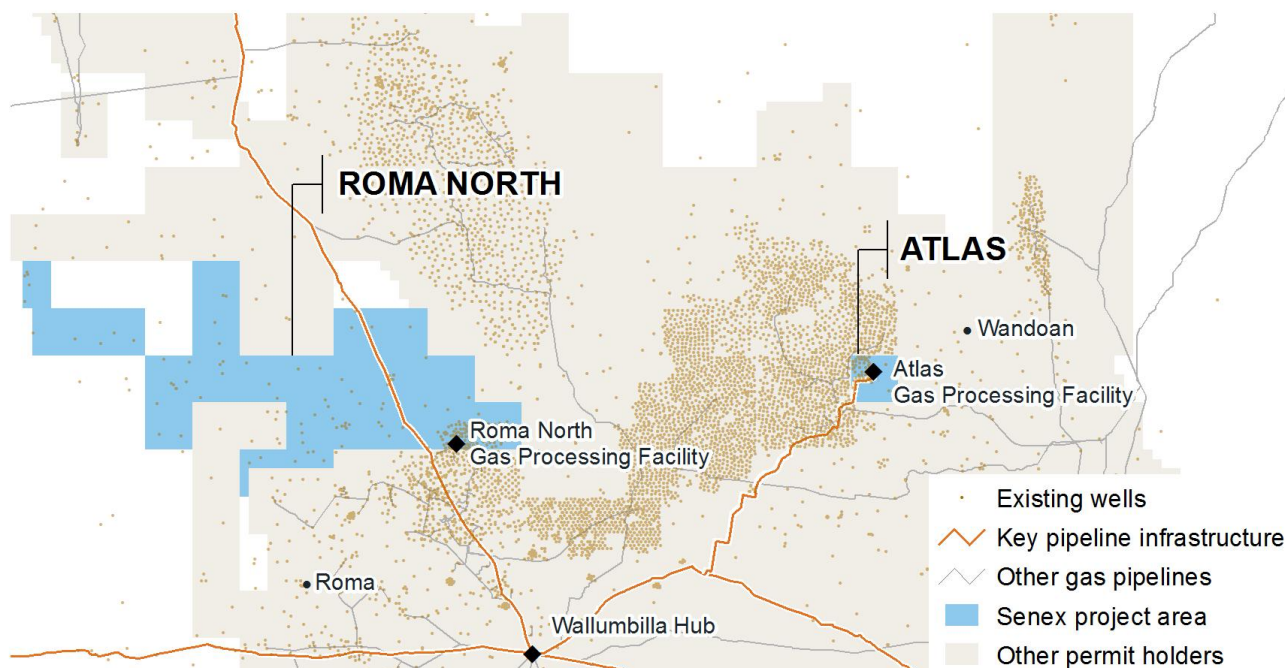 ROMA NORTH
ATLAS
Wandoan
Atlas
Gas Processing Facility
Roma North
Gas Processing Facility
Roma
Wallumbilla Hub
Existing wells
Key pipeline infrastructure
Other gas pipelines
Senex project area
Other permit holders